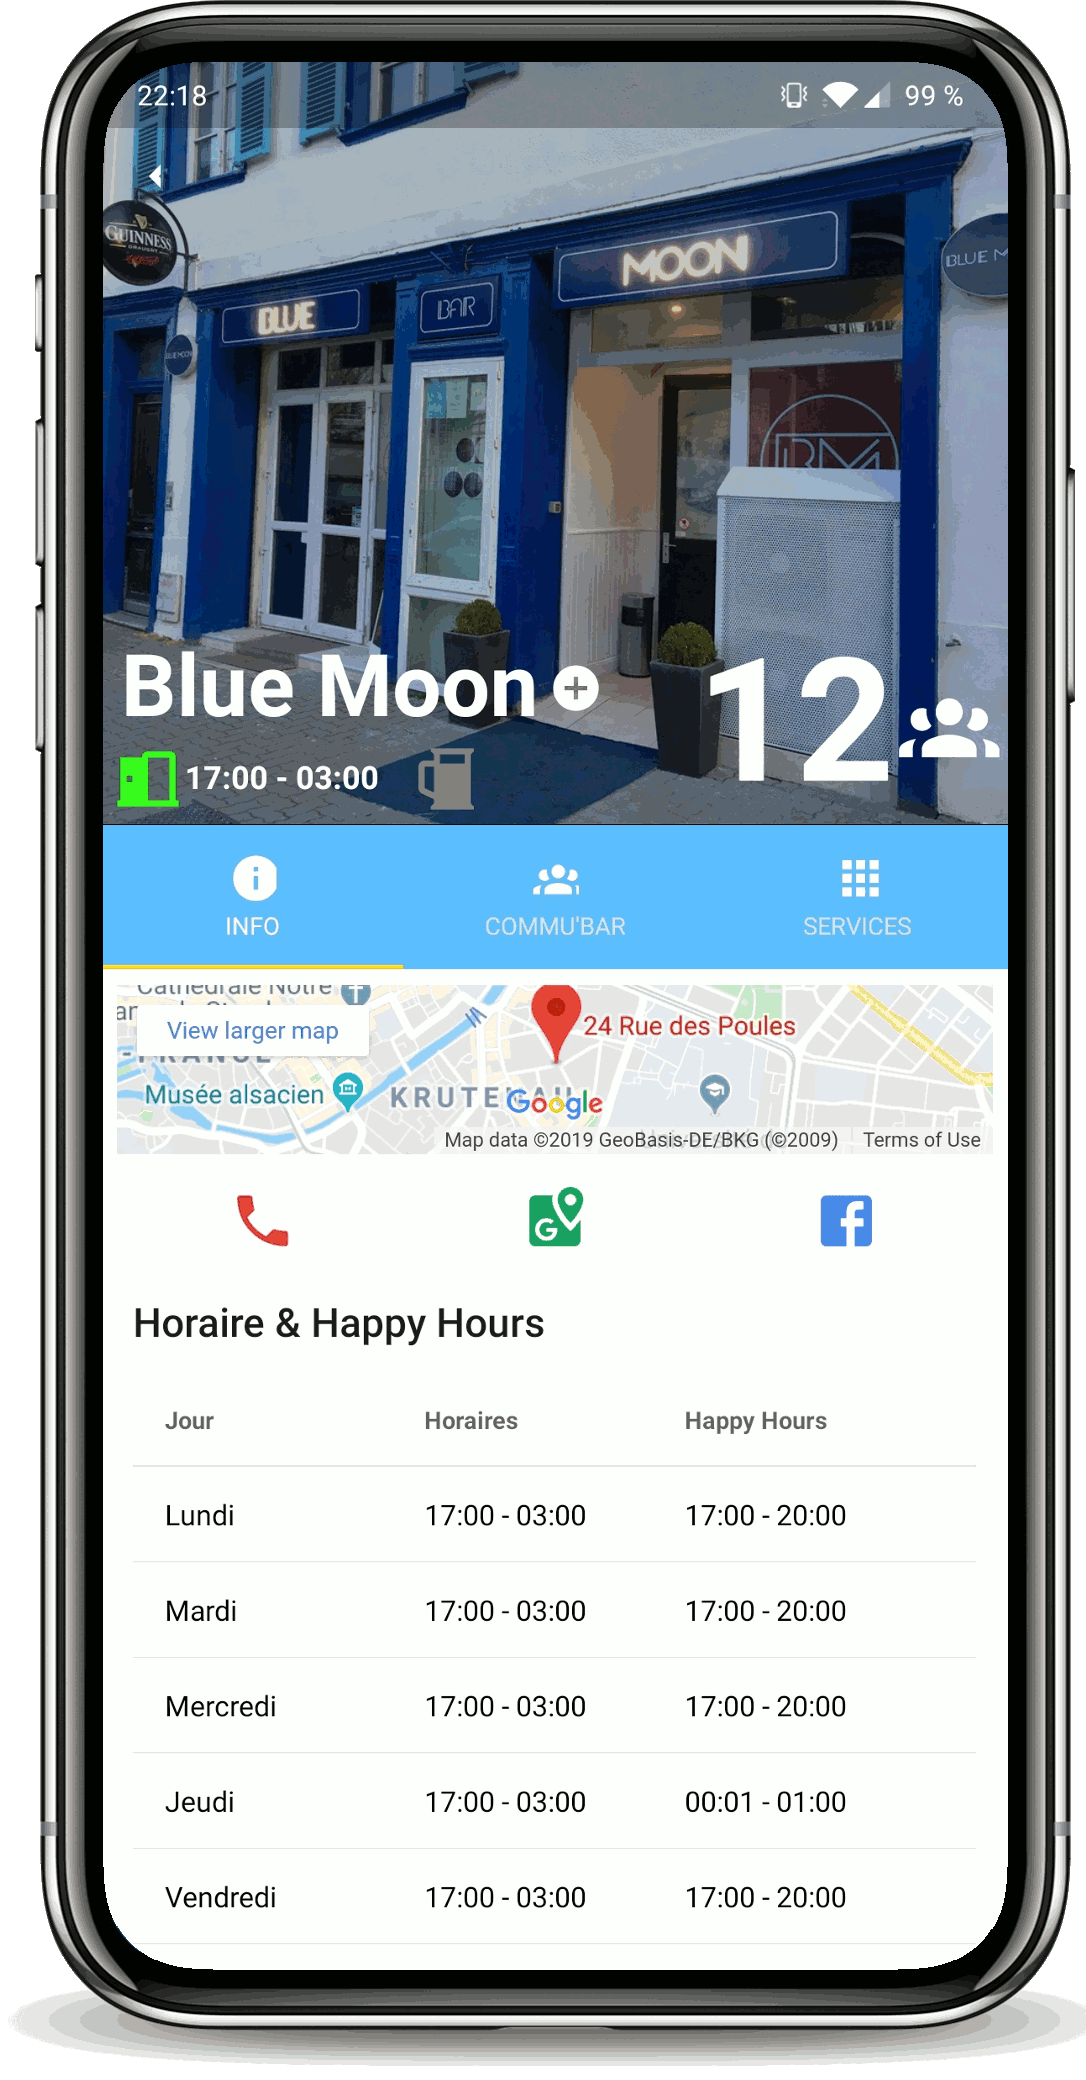 22:18 99 %
GUINNESS
DRAUGHT
BLUE
BAR
MOON
BLUE M
BLUE MOON
BM
Blue Moon
12
17:00 - 03:00
INFO COMMU'BAR SERVICES
Cathédrale Notre
View larger map
24 Rue des Poules
Musée alsacien
Google
Map data ©2019 GeoBasis-DE/BKG (©2009) Terms of Use
Horaire & Happy Hours
Jour Horaires Happy Hours
Lundi 17:00 - 03:00 17:00 - 20:00
Mardi 17:00 - 03:00 17:00 - 20:00
Mercredi 17:00 - 03:00 17:00 - 20:00
Jeudi 17:00 - 03:00 00:01 - 01:00
Vendredi 17:00 - 03:00 17:00 - 20:00